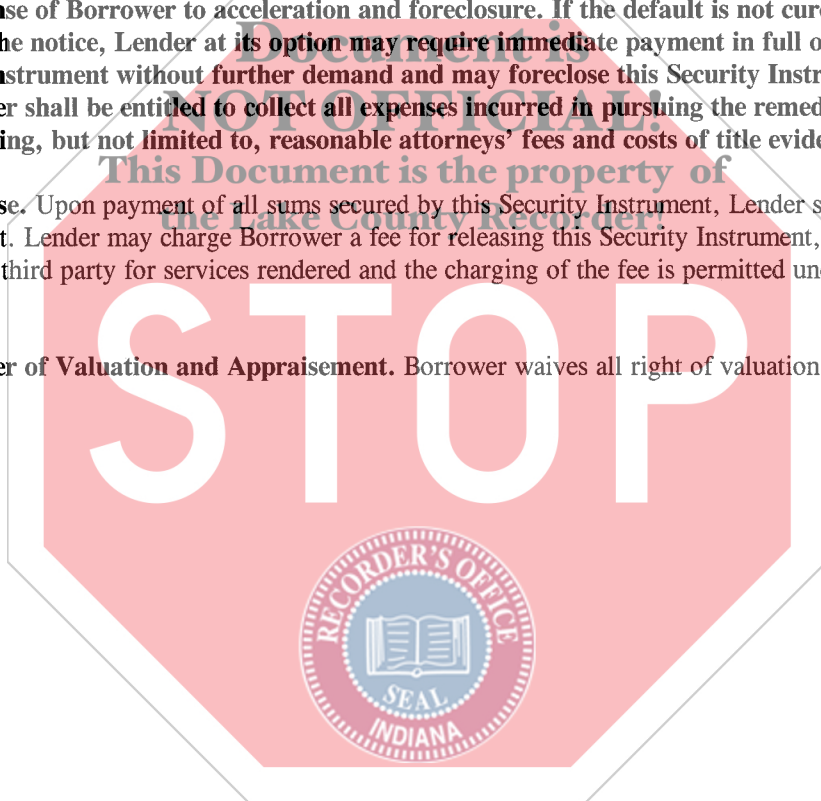 nse of Borrower to acceleration and foreclosure. If the default is not cur
Document is
he notice, Lender at its option may require immediate payment in full o
nstrument without further demand and may foreclose this Security Instr
NOT OFFICIAL!
er shall be entitled to collect all expenses incurred in pursuing the remed
ing, but not limited to, reasonable attorneys' fees and costs of title evide
This Document is the property of
se. Upon payment of all sums secured by this Security Instrument, Lender s
the Lake County Recorder!
t. Lender may charge Borrower a fee for releasing this Security Instrument,
third party for services rendered and the charging of the fee is permitted un
STOP
er of Valuation and Appraisement. Borrower waives all right of valuation
RECORDER'S OFFICE
SEAL
INDIANA